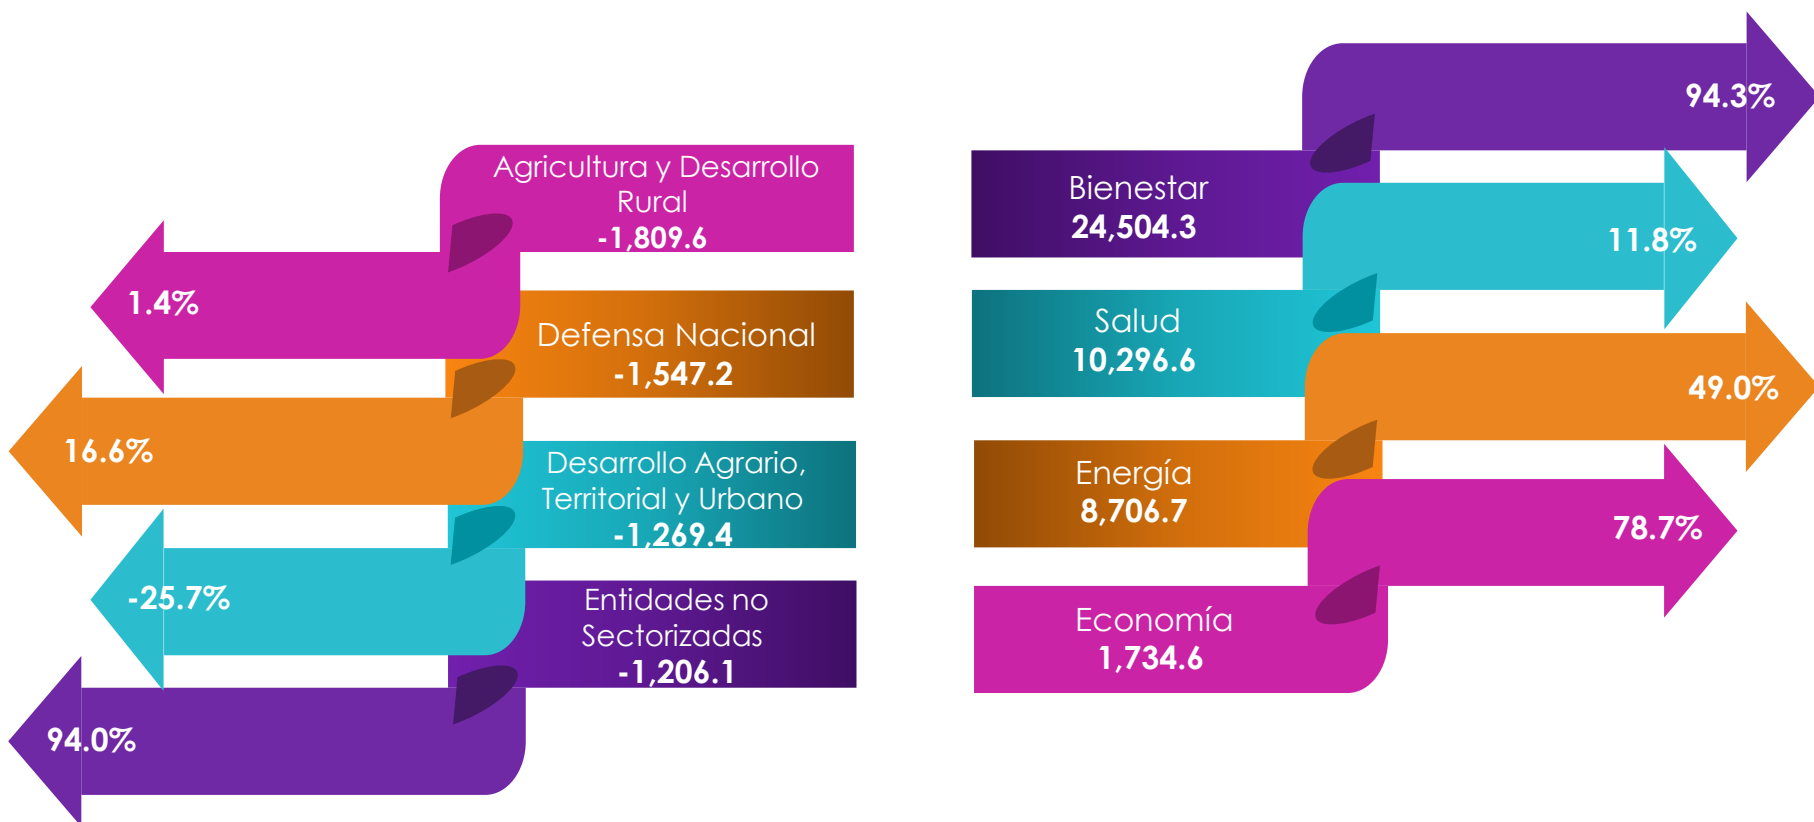 Agricultura y Desarrollo
Rural
-1,809.6
1.4%
Defensa Nacional
-1,547.2
16.6%
Desarrollo Agrario,
Territorial y Urbano
-1,269.4
-25.7%
Entidades no
Sectorizadas
-1,206.1
94.0%
94.3%
Bienestar
24,504.3
11.8%
Salud
10,296.6
49.0%
Energía
8,706.7
78.7%
Economía
1,734.6